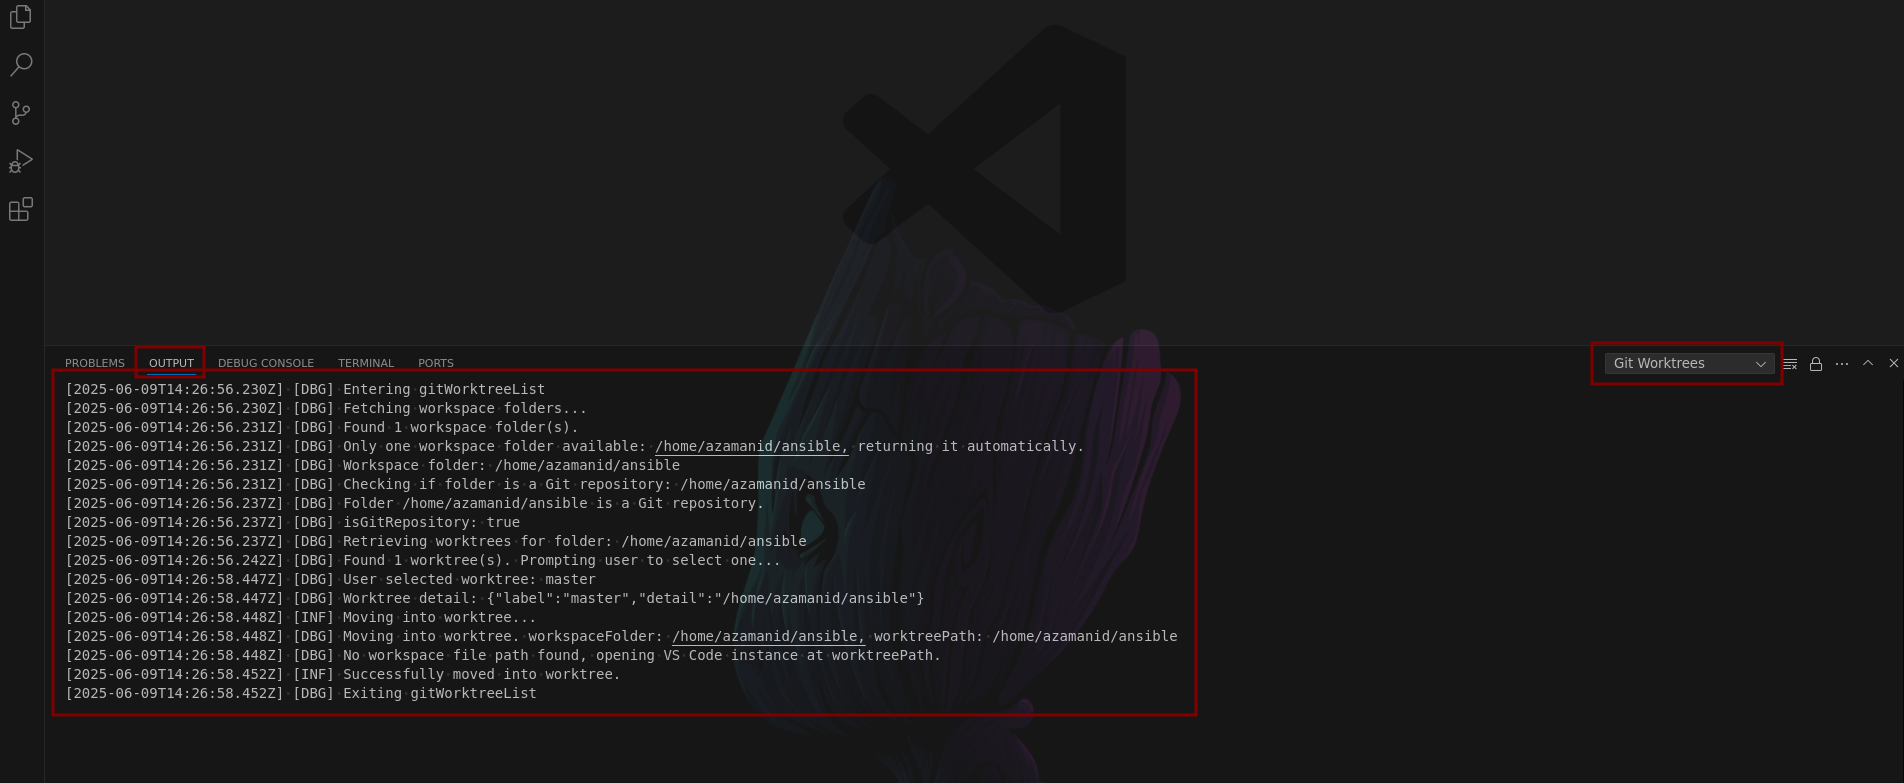 PROBLEMS OUTPUT DEBUG CONSOLE TERMINAL PORTS Git Worktrees
[2025-06-09T14:26:56.230Z] [DBG] Entering gitWorktreeList
[2025-06-09T14:26:56.230Z] [DBG] Fetching workspace folders...
[2025-06-09T14:26:56.231Z] [DBG] Found 1 workspace folder(s).
[2025-06-09T14:26:56.231Z] [DBG] Only one workspace folder available: /home/azamanid/ansible, returning it automatically.
[2025-06-09T14:26:56.231Z] [DBG] Workspace folder: /home/azamanid/ansible
[2025-06-09T14:26:56.231Z] [DBG] Checking if folder is a Git repository: /home/azamanid/ansible
[2025-06-09T14:26:56.237Z] [DBG] Folder /home/azamanid/ansible is a Git repository.
[2025-06-09T14:26:56.237Z] [DBG] isGitRepository: true
[2025-06-09T14:26:56.237Z] [DBG] Retrieving worktrees for folder: /home/azamanid/ansible
[2025-06-09T14:26:56.242Z] [DBG] Found 1 worktree(s). Prompting user to select one...
[2025-06-09T14:26:58.447Z] [DBG] User selected worktree: master
[2025-06-09T14:26:58.447Z] [DBG] Worktree detail: {"label":"master","detail":"/home/azamanid/ansible"}
[2025-06-09T14:26:58.448Z] [INF] Moving into worktree...
[2025-06-09T14:26:58.448Z] [DBG] Moving into worktree. workspaceFolder: /home/azamanid/ansible, worktreePath: /home/azamanid/ansible
[2025-06-09T14:26:58.448Z] [DBG] No workspace file path found, opening VS Code instance at worktreePath.
[2025-06-09T14:26:58.452Z] [INF] Successfully moved into worktree.
[2025-06-09T14:26:58.452Z] [DBG] Exiting gitWorktreeList